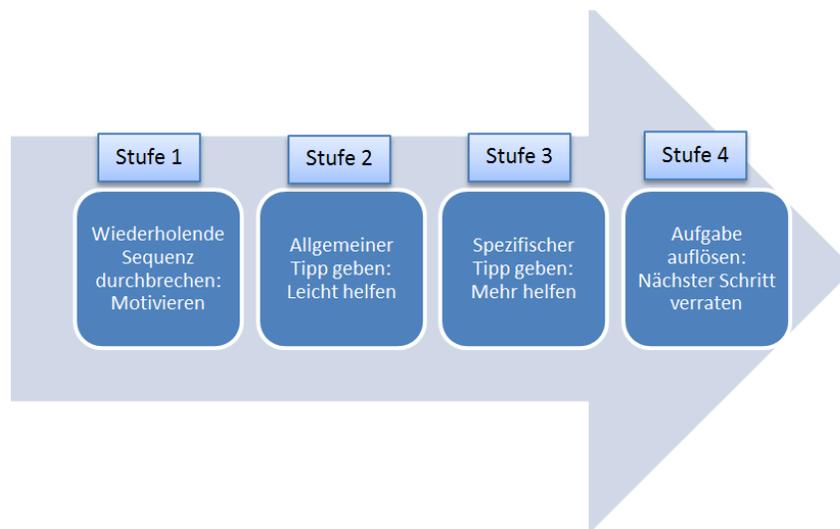 Stufe 1
Wiederholende
Sequenz
durchbrechen:
Motivieren
Stufe 2
Allgemeiner
Tipp geben:
Leicht helfen
Stufe 3
Spezifischer
Tipp geben:
Mehr helfen
Stufe 4
Aufgabe
auflösen:
Nächster Schritt
verraten